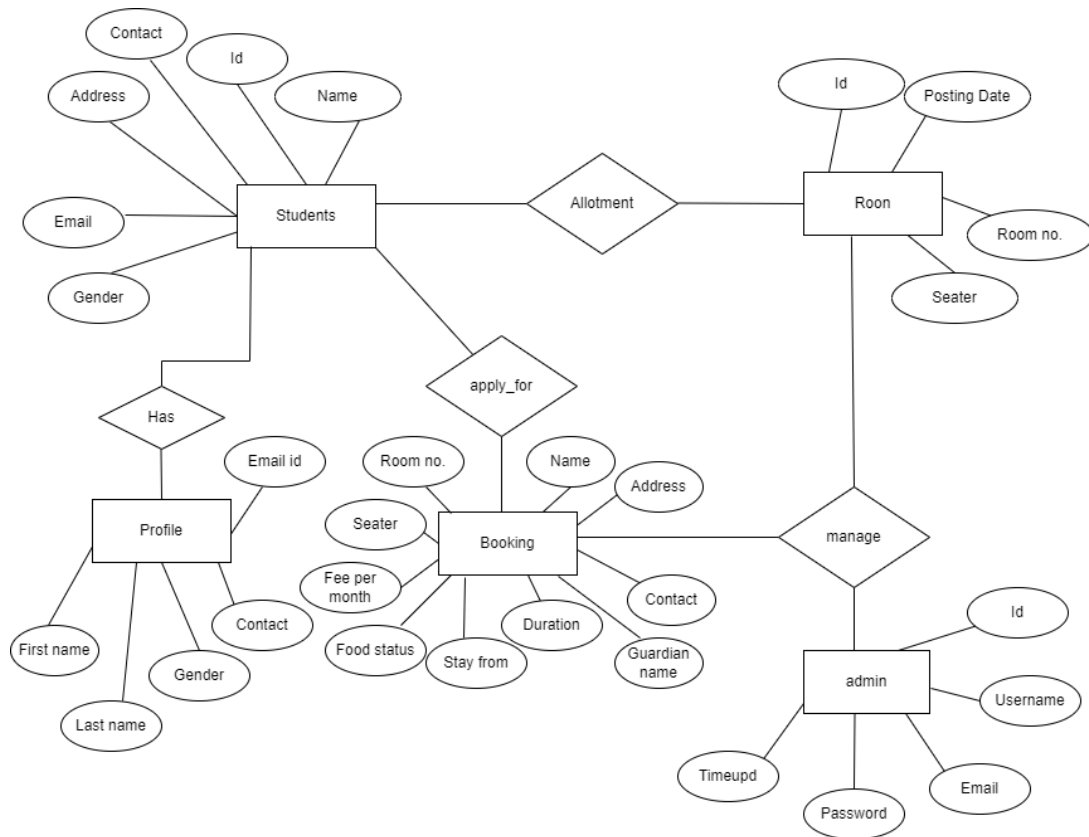 Contact
Id
Name
Address
Id
Posting Date
Students
Allotment
Roon
Email
Room no.
Gender
Seater
apply_for
Has
Email id
Room no.
Name
Address
Seater
Profile
Booking
manage
Fee per
month
Contact
Id
First name
Contact
Food status
Duration
Stay from
Guardian
name
Gender
admin
Username
Last name
Timeupd
Email
Password